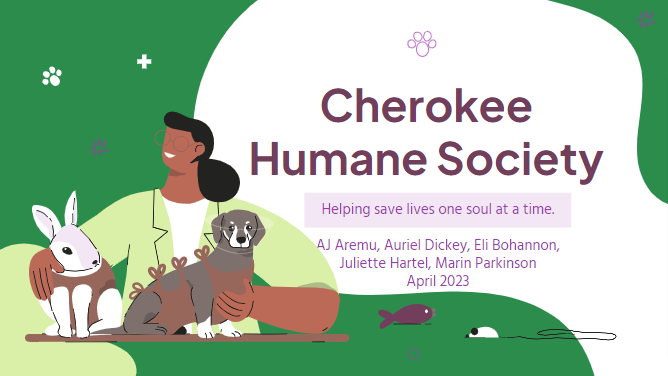 Cherokee
Humane Society
Helping save lives one soul at a time.
AJ Aremu, Auriel Dickey, Eli Bohannon,
Juliette Hartel, Marin Parkinson
April 2023